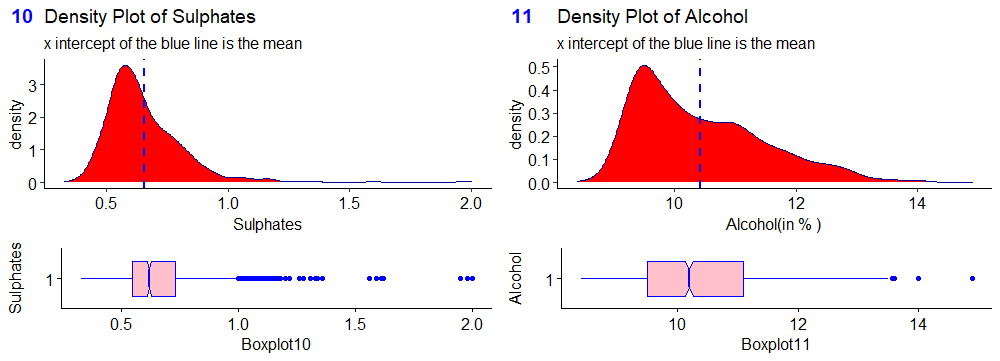 10 Density Plot of Sulphates
x intercept of the blue line is the mean
density
3
2
1
0
0.5 1.0 1.5 2.0
Sulphates
Sulphates
1
0.5 1.0 1.5 2.0
Boxplot10
11 Density Plot of Alcohol
x intercept of the blue line is the mean
density
0.5
0.4
0.3
0.2
0.1
0.0
10 12 14
Alcohol(in % )
Alcohol
1
10 12 14
Boxplot11